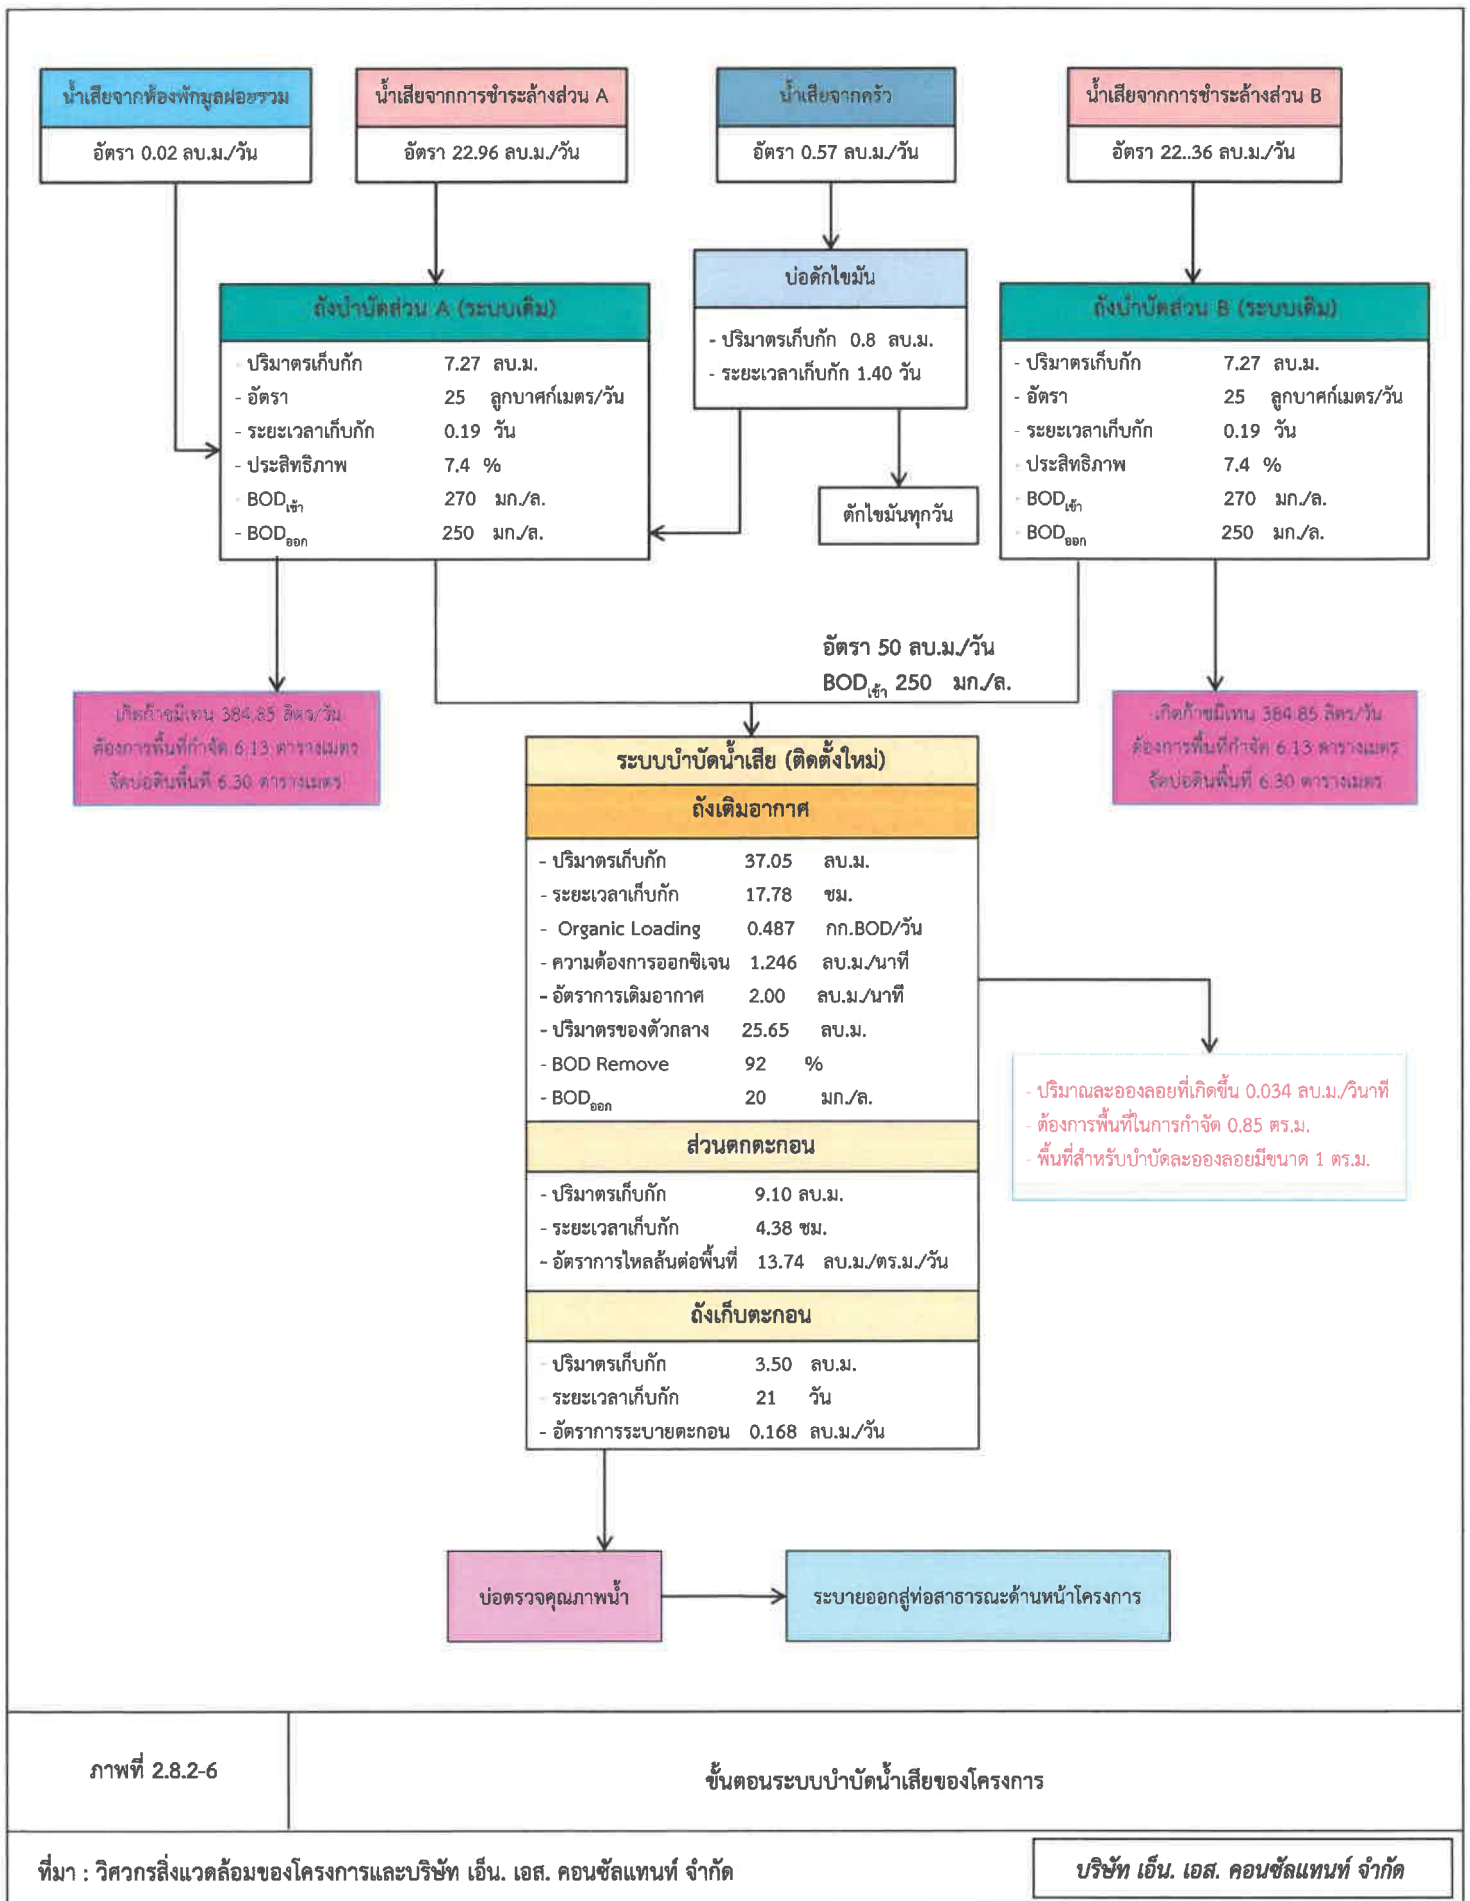 น้ำเสียจากห้องพักมูลฝอยรวม
อัตรา 0.02 ลบ.ม./วัน
น้ำเสียจากการชำระล้างส่วน A
อัตรา 22.96 ลบ.ม./วัน
น้ำเสียจากครัว
อัตรา 0.57 ลบ.ม./วัน
น้ำเสียจากการชำระล้างส่วน B
อัตรา 22..36 ลบ.ม./วัน
บ่อดักไขมัน
- ปริมาตรเก็บกัก 0.8 ลบ.ม.
- ระยะเวลาเก็บกัก 1.40 วัน
ตักไขมันทุกวัน
ถังบำบัดส่วน A (ระบบเดิม)
- ปริมาตรเก็บกัก 7.27 ลบ.ม.
- อัตรา 25 ลูกบาศก์เมตร/วัน
- ระยะเวลาเก็บกัก 0.19 วัน
- ประสิทธิภาพ 7.4 %
- BODเข้า 270 มก./ล.
- BODออก 250 มก./ล.
ถังบำบัดส่วน B (ระบบเดิม)
- ปริมาตรเก็บกัก 7.27 ลบ.ม.
- อัตรา 25 ลูกบาศก์เมตร/วัน
- ระยะเวลาเก็บกัก 0.19 วัน
- ประสิทธิภาพ 7.4 %
- BODเข้า 270 มก./ล.
- BODออก 250 มก./ล.
อัตรา 50 ลบ.ม./วัน
BODเข้า 250 มก./ล.
เกิดก๊าซมีเทน 384.85 ลิตร/วัน
ต้องการพื้นที่กำจัด 6.13 ตารางเมตร
จัดบ่อดินพื้นที่ 6.30 ตารางเมตร
เกิดก๊าซมีเทน 384.85 ลิตร/วัน
ต้องการพื้นที่กำจัด 6.13 ตารางเมตร
จัดบ่อดินพื้นที่ 6.30 ตารางเมตร
ระบบบำบัดน้ำเสีย (ติดตั้งใหม่)
ถังเติมอากาศ
- ปริมาตรเก็บกัก 37.05 ลบ.ม.
- ระยะเวลาเก็บกัก 17.78 ชม.
- Organic Loading 0.487 กก.BOD/วัน
- ความต้องการออกซิเจน 1.246 ลบ.ม./นาที
- อัตราการเติมอากาศ 2.00 ลบ.ม./นาที
- ปริมาตรของตัวกลาง 25.65 ลบ.ม.
- BOD Remove 92 %
- BODออก 20 มก./ล.
ส่วนตกตะกอน
- ปริมาตรเก็บกัก 9.10 ลบ.ม.
- ระยะเวลาเก็บกัก 4.38 ชม.
- อัตราการไหลล้นต่อพื้นที่ 13.74 ลบ.ม./ตร.ม./วัน
ถังเก็บตะกอน
- ปริมาตรเก็บกัก 3.50 ลบ.ม.
- ระยะเวลาเก็บกัก 21 วัน
- อัตราการระบายตะกอน 0.168 ลบ.ม./วัน
- ปริมาณละอองลอยที่เกิดขึ้น 0.034 ลบ.ม./วินาที
- ต้องการพื้นที่ในการกำจัด 0.85 ตร.ม.
- พื้นที่สำหรับบำบัดละอองลอยมีขนาด 1 ตร.ม.
บ่อตรวจคุณภาพน้ำ
ระบายออกสู่ท่อสาธารณะด้านหน้าโครงการ
ภาพที่ 2.8.2-6
ขั้นตอนระบบบำบัดน้ำเสียของโครงการ
ที่มา : วิศวกรสิ่งแวดล้อมของโครงการและบริษัท เอ็น. เอส. คอนซัลแทนท์ จำกัด
บริษัท เอ็น. เอส. คอนซัลแทนท์ จำกัด